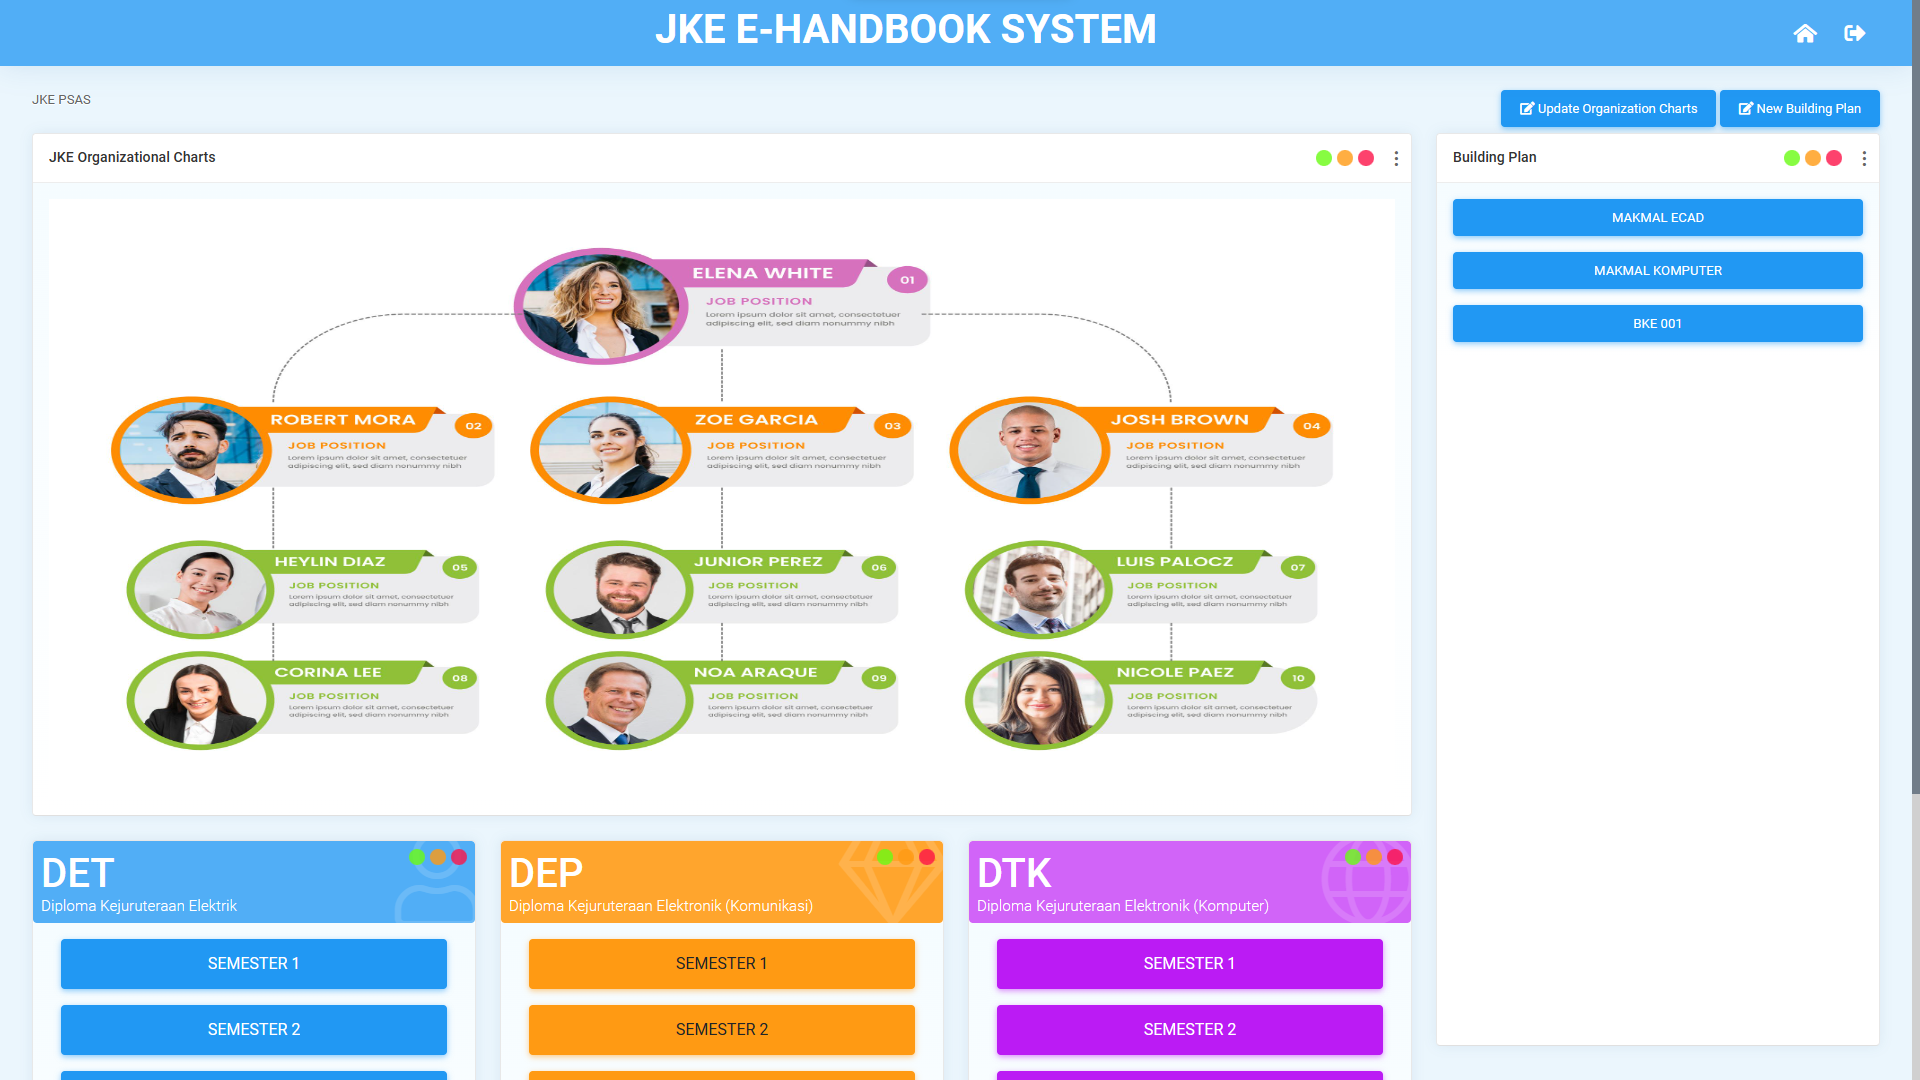 JKE E-HANDBOOK SYSTEM
JKE PSAS
Update Organization Charts
New Building Plan
JKE Organizational Charts
ELENA WHITE
01
JOB POSITION
Lorem ipsum dolor sit amet, consectetuer
adipiscing elit, sed diam nonummy nibh
ROBERT MORA
02
JOB POSITION
Lorem ipsum dolor sit amet, consectetuer
adipiscing elit, sed diam nonummy nibh
ZOE GARCIA
03
JOB POSITION
Lorem ipsum dolor sit amet, consectetuer
adipiscing elit, sed diam nonummy nibh
JOSH BROWN
04
JOB POSITION
Lorem ipsum dolor sit amet, consectetuer
adipiscing elit, sed diam nonummy nibh
HEYLIN DIAZ
05
JOB POSITION
Lorem ipsum dolor sit amet, consectetuer
adipiscing elit, sed diam nonummy nibh
JUNIOR PEREZ
06
JOB POSITION
Lorem ipsum dolor sit amet, consectetuer
adipiscing elit, sed diam nonummy nibh
LUIS PALOCZ
07
JOB POSITION
Lorem ipsum dolor sit amet, consectetuer
adipiscing elit, sed diam nonummy nibh
CORINA LEE
08
JOB POSITION
Lorem ipsum dolor sit amet, consectetuer
adipiscing elit, sed diam nonummy nibh
NOA ARAQUE
09
JOB POSITION
Lorem ipsum dolor sit amet, consectetuer
adipiscing elit, sed diam nonummy nibh
NICOLE PAEZ
10
JOB POSITION
Lorem ipsum dolor sit amet, consectetuer
adipiscing elit, sed diam nonummy nibh
Building Plan
MAKMAL ECAD
MAKMAL KOMPUTER
BKE 001
DET
Diploma Kejuruteraan Elektrik
SEMESTER 1
SEMESTER 2
DEP
Diploma Kejuruteraan Elektronik (Komunikasi)
SEMESTER 1
SEMESTER 2
DTK
Diploma Kejuruteraan Elektronik (Komputer)
SEMESTER 1
SEMESTER 2